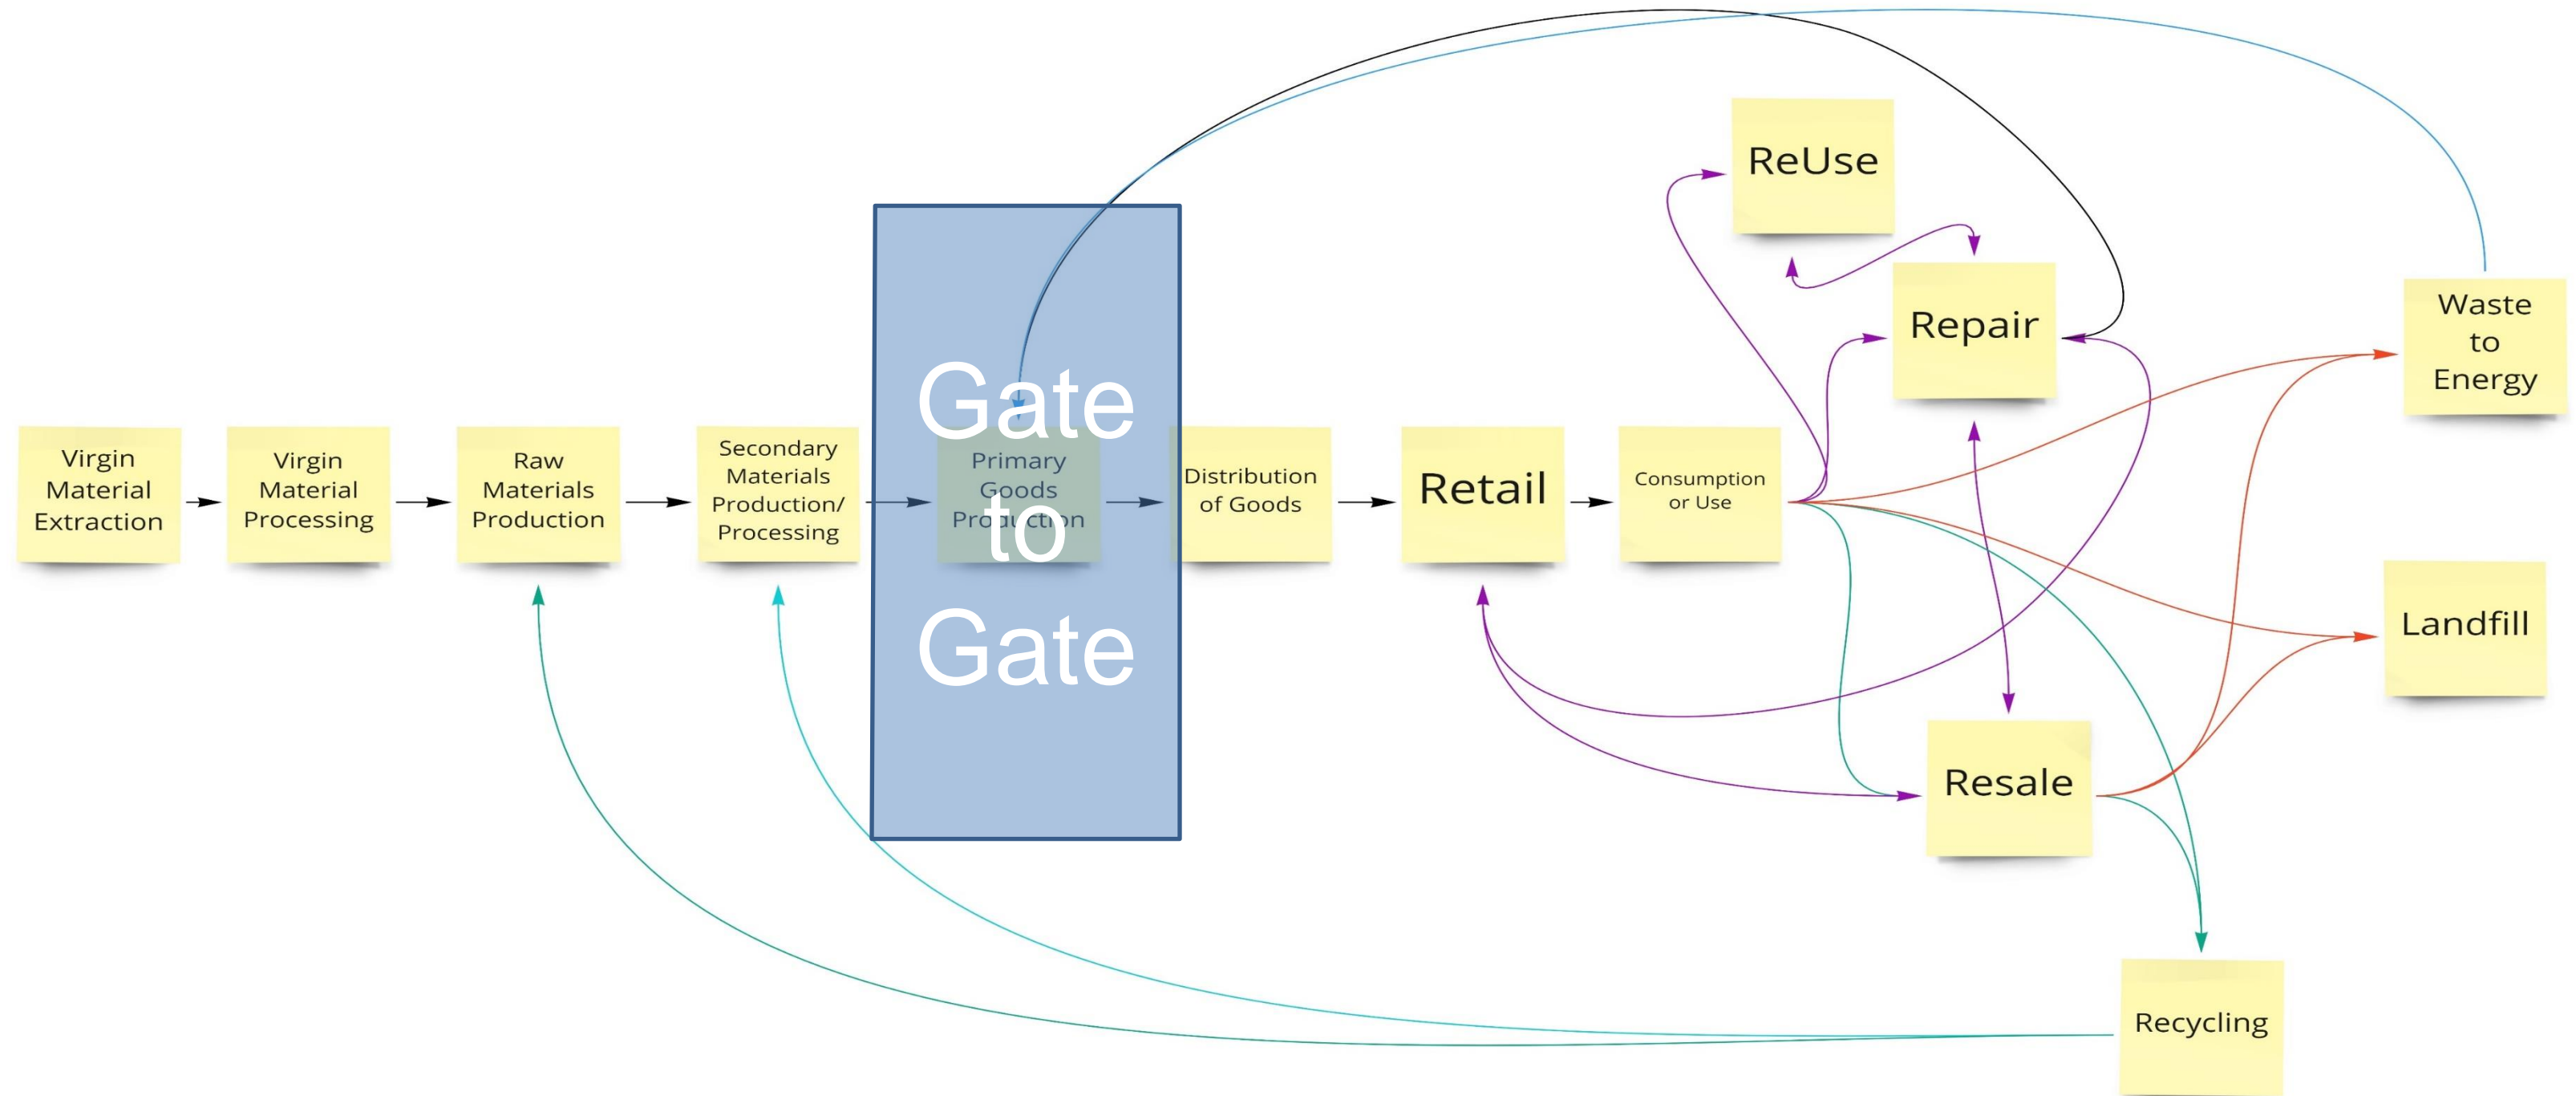 ReUse
Repair
Waste
to
Energy
Virgin
Material
Extraction
Virgin
Material
Processing
Raw
Materials
Production
Secondary
Materials
Production/
Processing
Gate
to
Gate
Primary
Goods
Production
Distribution
of Goods
Retail
Consumption
or Use
Landfill
Resale
Recycling